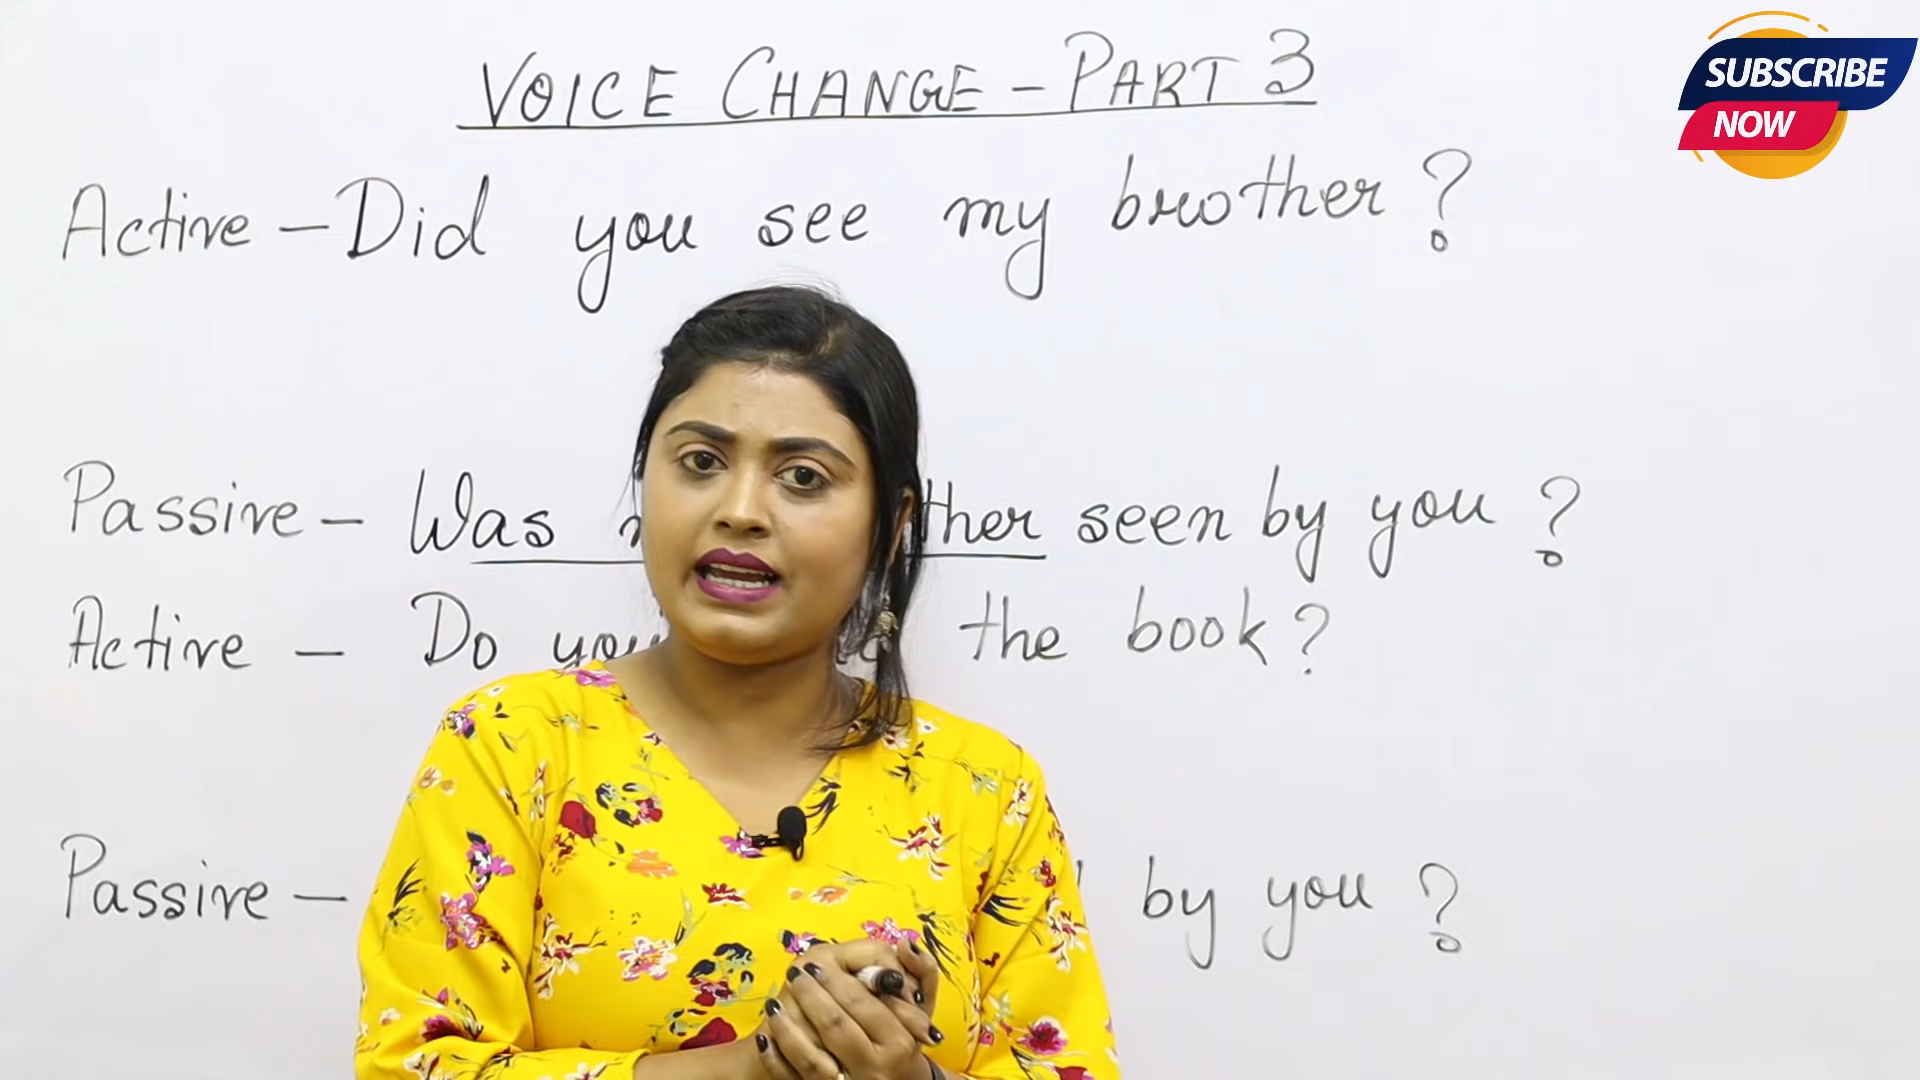 VOICE CHANGE - PART 3
SUBSCRIBE
NOW
Active - Did you see my brother?
Passive - Was seen by you?
Active - Do you the book?
Passive - by you?